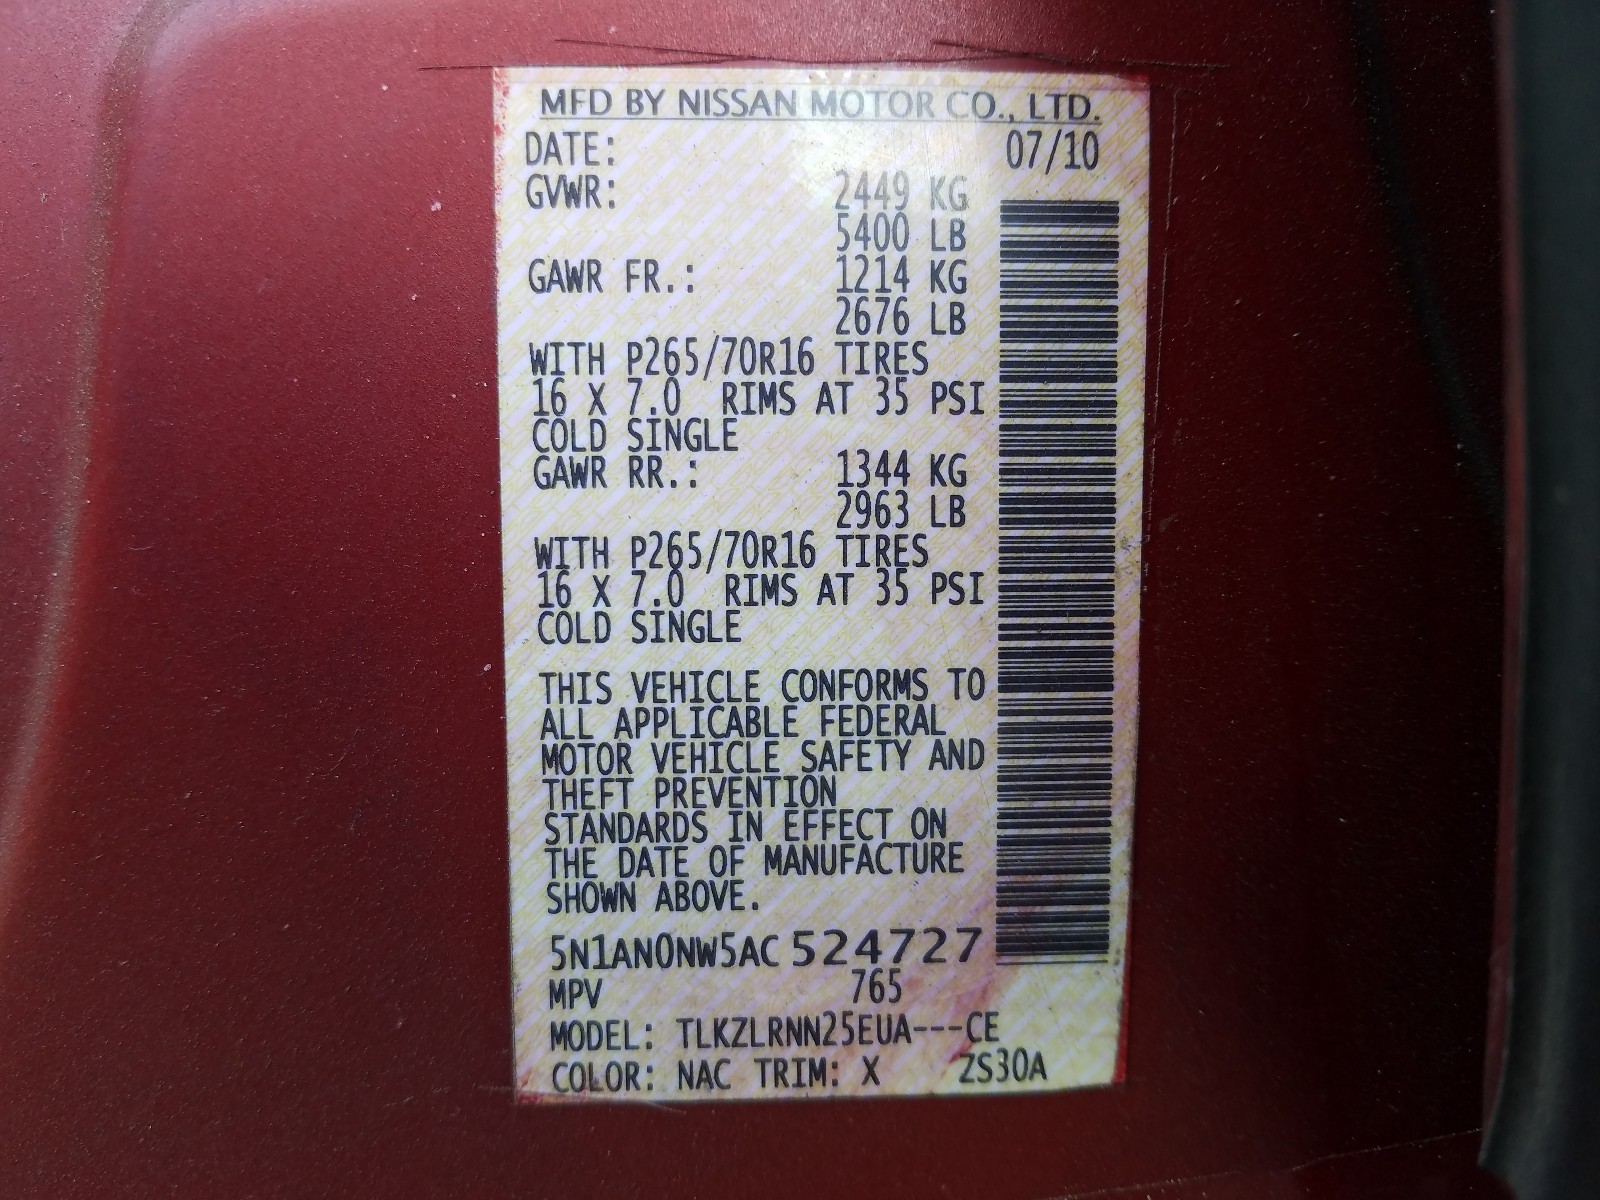 MFD BY NISSAN MOTOR CO., LTD.
DATE: 07/10
GVWR: 2449 KG
5400 LB
GAWR FR.: 1214 KG
2676 LB
WITH P265/70R16 TIRES
16 X 7.0 RIMS AT 35 PSI
COLD SINGLE
GAWR RR.: 1344 KG
2963 LB
WITH P265/70R16 TIRES
16 X 7.0 RIMS AT 35 PSI
COLD SINGLE
THIS VEHICLE CONFORMS TO
ALL APPLICABLE FEDERAL
MOTOR VEHICLE SAFETY AND
THEFT PREVENTION
STANDARDS IN EFFECT ON
THE DATE OF MANUFACTURE
SHOWN ABOVE.
5N1AN0NW5AC 524727
MPV 765
MODEL: TLKZLRNN25EUA---CE
COLOR: NAC TRIM: X ZS30A